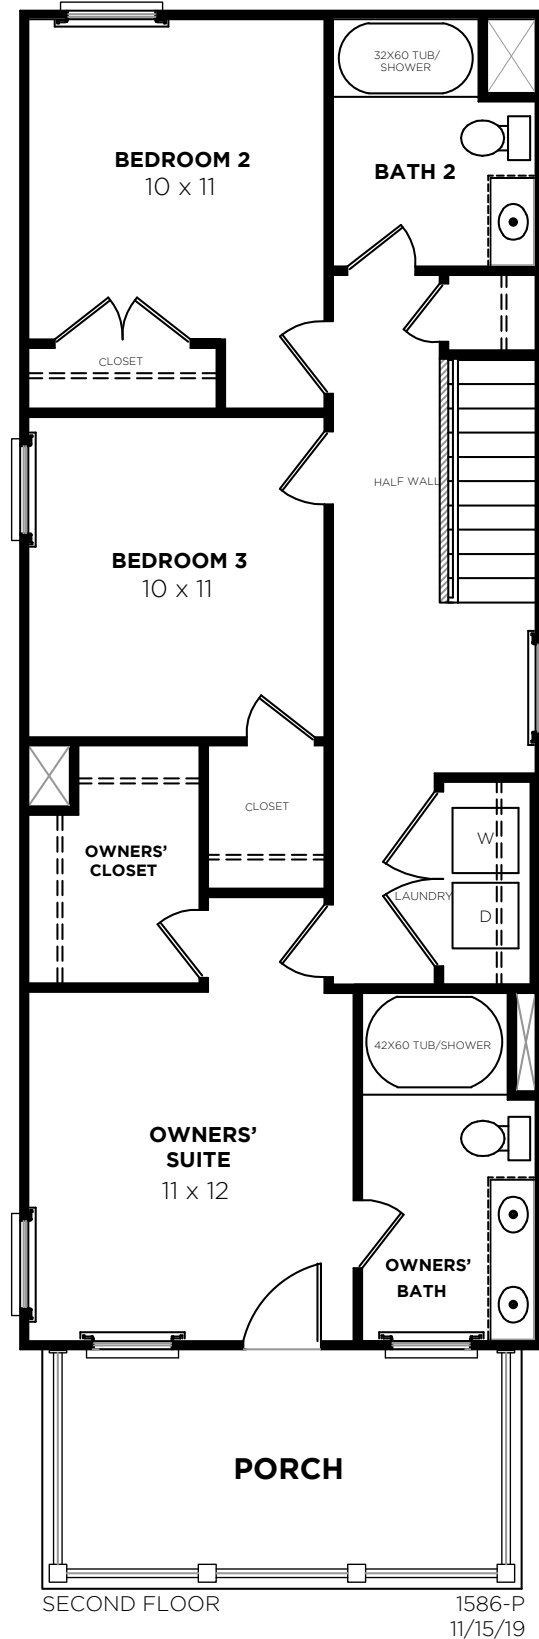 32X60 TUB/
SHOWER
BEDROOM 2
10 x 11
BATH 2
CLOSET
HALF WALL
BEDROOM 3
10 x 11
CLOSET
OWNERS'
CLOSET
W
LAUNDRY
D
42X60 TUB/SHOWER
OWNERS'
SUITE
11 x 12
OWNERS'
BATH
PORCH
SECOND FLOOR
1586-P
11/15/19